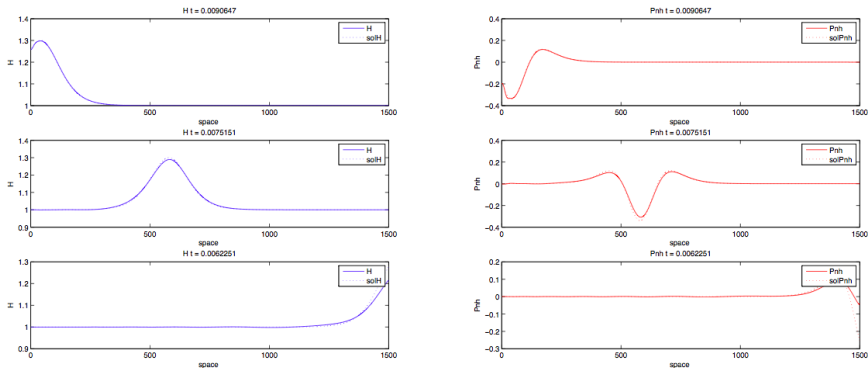 H t = 0.0090647
1.4
1.3
1.2
1.1
1
H
0
500
1000
1500
space
H
solH
Pnh t = 0.0090647
0.4
0.2
0
−0.2
−0.4
Pnh
0
500
1000
1500
space
Pnh
solPnh
H t = 0.0075151
1.4
1.3
1.2
1.1
1
0.9
H
0
500
1000
1500
space
H
solH
Pnh t = 0.0075151
0.4
0.2
0
−0.2
−0.4
Pnh
0
500
1000
1500
space
Pnh
solPnh
H t = 0.0062251
1.3
1.2
1.1
1
0.9
H
0
500
1000
1500
space
H
solH
Pnh t = 0.0062251
0.2
0.1
0
−0.1
−0.2
−0.3
Pnh
0
500
1000
1500
space
Pnh
solPnh